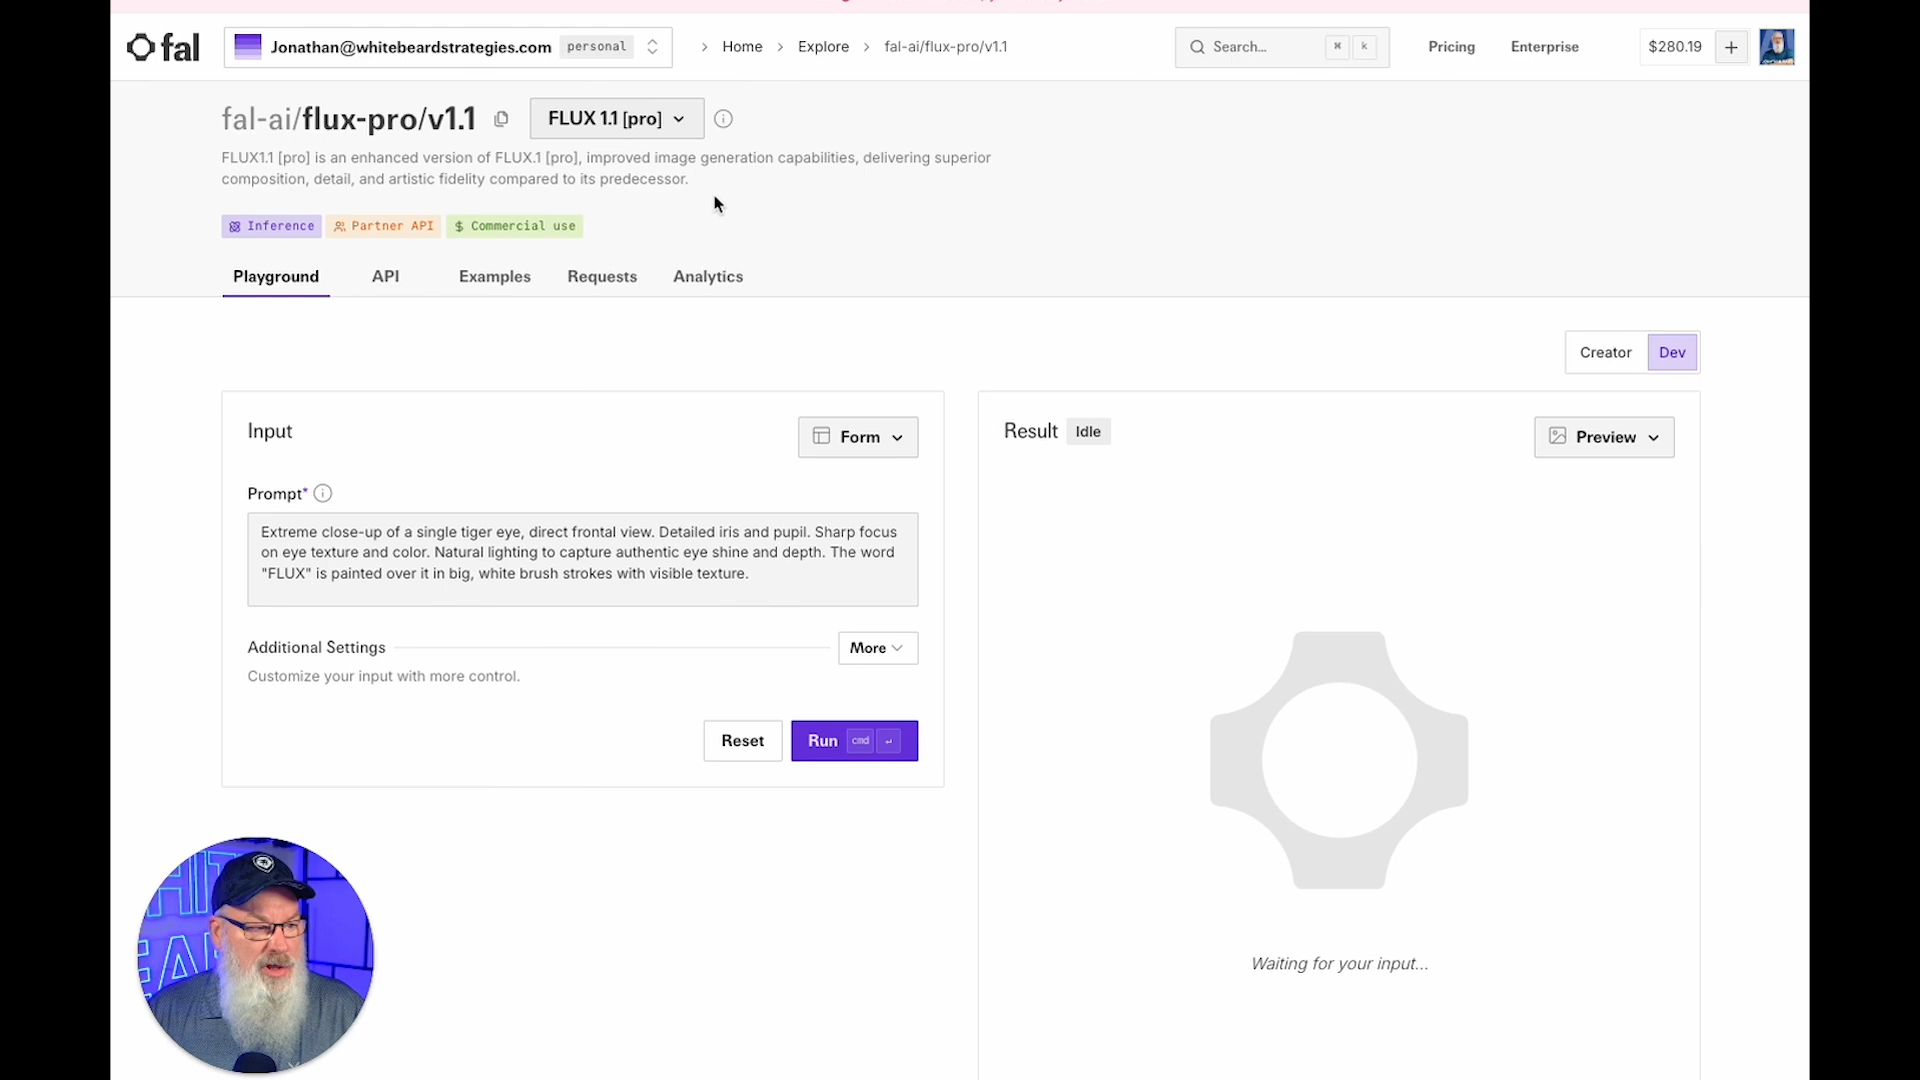 fal
Jonathan@whitebeardstrategies.com personal
> Home > Explore > fal-ai/flux-pro/v1.1
Search... ⌘ k
Pricing
Enterprise
$280.19 +
fal-ai/flux-pro/v1.1
FLUX 1.1 [pro]
FLUX1.1 [pro] is an enhanced version of FLUX.1 [pro], improved image generation capabilities, delivering superior
composition, detail, and artistic fidelity compared to its predecessor.
Inference Partner API $ Commercial use
Playground API Examples Requests Analytics
Creator Dev
Input
Form
Prompt*
Extreme close-up of a single tiger eye, direct frontal view. Detailed iris and pupil. Sharp focus
on eye texture and color. Natural lighting to capture authentic eye shine and depth. The word
"FLUX" is painted over it in big, white brush strokes with visible texture.
Additional Settings
More
Customize your input with more control.
Reset
Run cmd ↵
Result Idle
Preview
Waiting for your input...